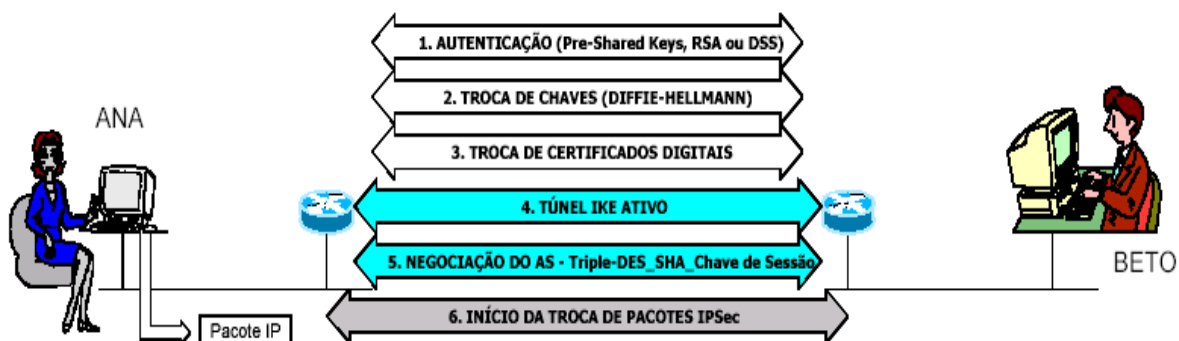 1. AUTENTICAÇÃO (Pre-Shared Keys, RSA ou DSS)
2. TROCA DE CHAVES (DIFFIE-HELLMANN)
ANA
3. TROCA DE CERTIFICADOS DIGITAIS
4. TÚNEL IKE ATIVO
5. NEGOCIAÇÃO DO AS - Triple-DES_SHA_Chave de Sessão
BETO
6. INÍCIO DA TROCA DE PACOTES IPSec
Pacote IP